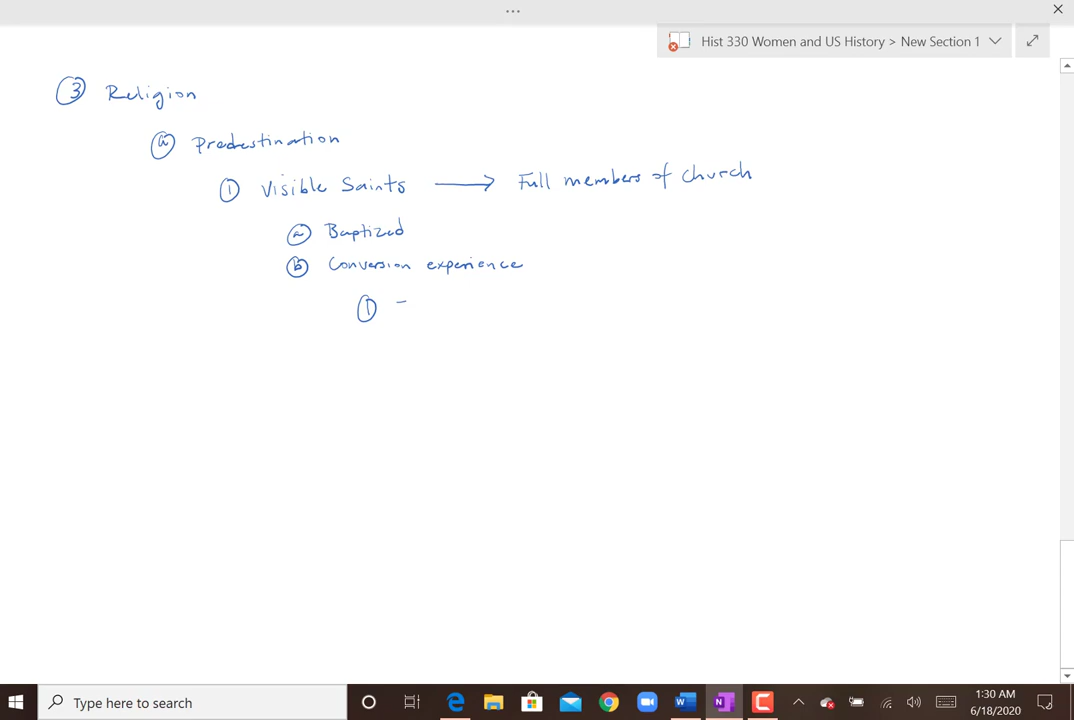 Hist 330 Women and US History > New Section 1
③ Religion
ⓐ Predestination
① Visible Saints → Full members of church
ⓐ Baptized
ⓑ Conversion experience
①
Type here to search
1:30 AM
6/18/2020